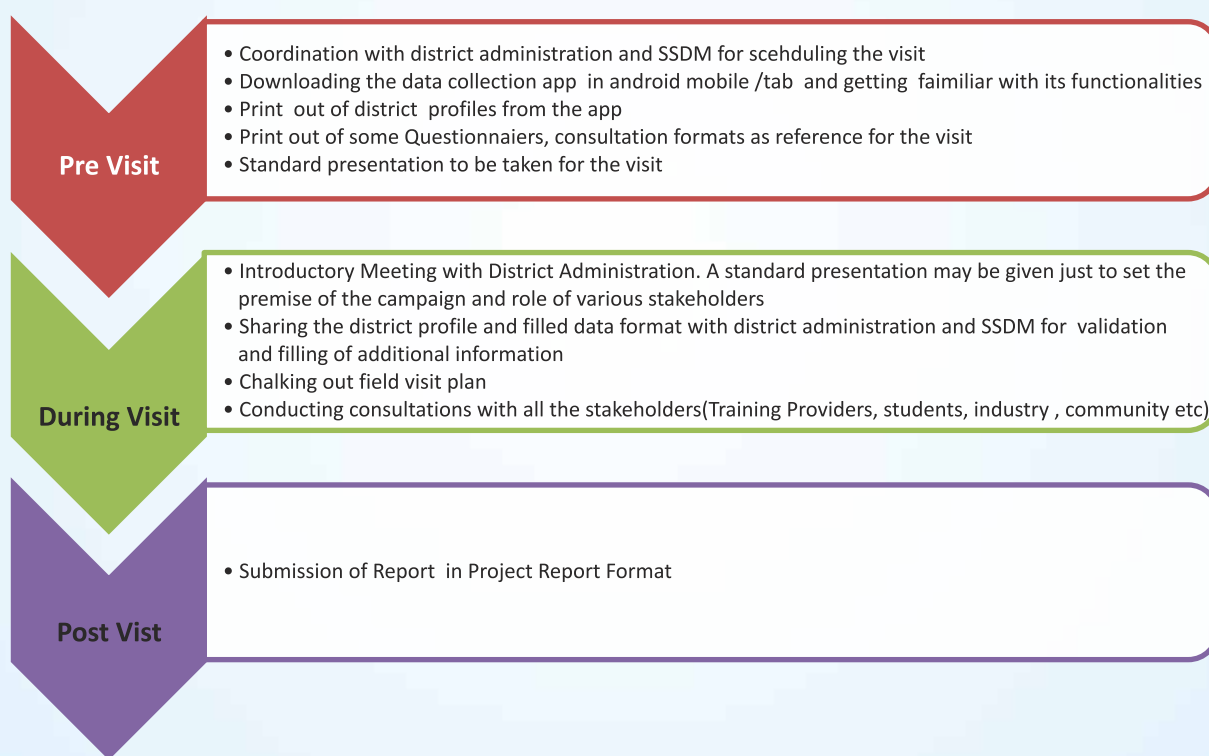 Pre Visit
• Coordination with district administration and SSDM for scehduling the visit
• Downloading the data collection app in android mobile /tab and getting faimiliar with its functionalities
• Print out of district profiles from the app
• Print out of some Questionnaiers, consultation formats as reference for the visit
• Standard presentation to be taken for the visit
During Visit
• Introductory Meeting with District Administration. A standard presentation may be given just to set the
premise of the campaign and role of various stakeholders
• Sharing the district profile and filled data format with district administration and SSDM for validation
and filling of additional information
• Chalking out field visit plan
• Conducting consultations with all the stakeholders(Training Providers, students, industry , community etc)
Post Vist
• Submission of Report in Project Report Format